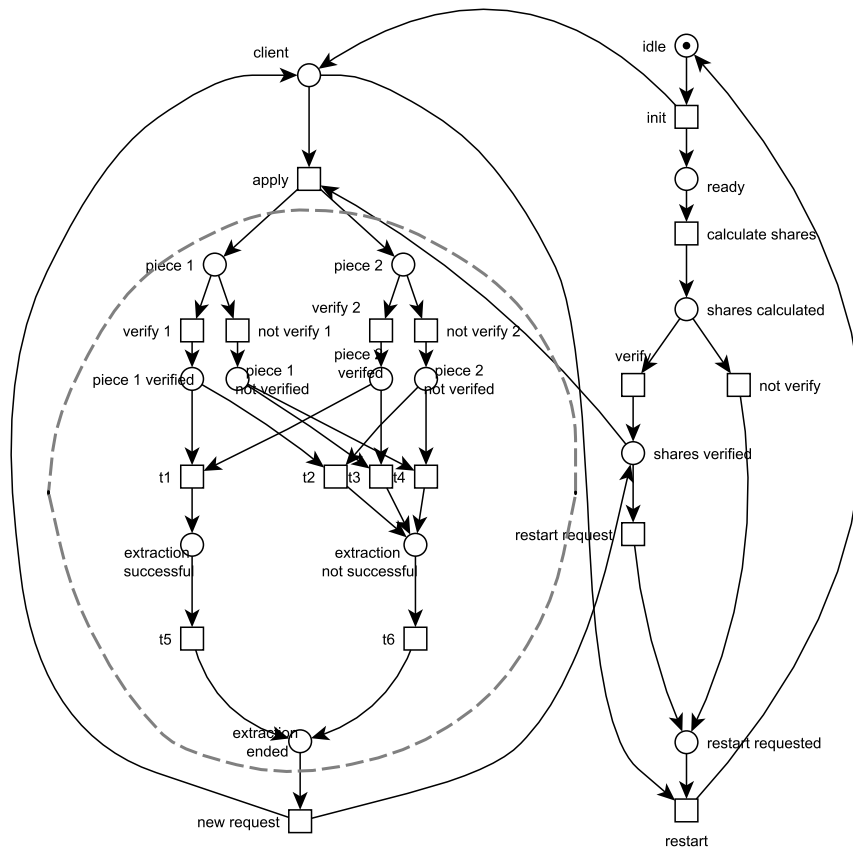 client
idle
init
apply
ready
calculate shares
piece 1
piece 2
verify 2
shares calculated
verify 1
not verify 1
not verify 2
verify
not verify
piece 2
verifed
piece 1 verified
piece 1
not verified
piece 2
not verifed
shares verified
t1
t2
t3
t4
restart request
extraction
successful
extraction
not successful
t5
t6
extraction
ended
restart requested
new request
restart